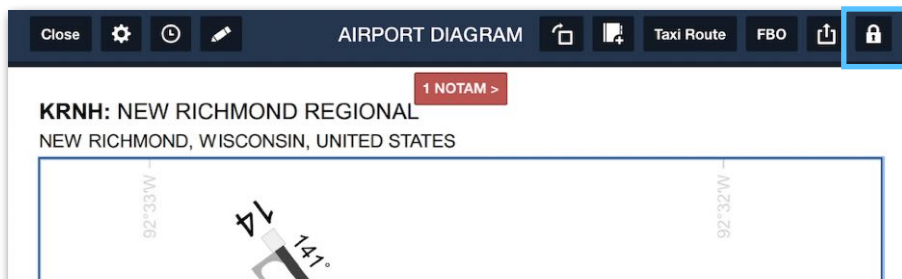 Close AIRPORT DIAGRAM Taxi Route FBO
1 NOTAM >
KRNH: NEW RICHMOND REGIONAL
NEW RICHMOND, WISCONSIN, UNITED STATES
92°33'W 92°32'W
14
141°